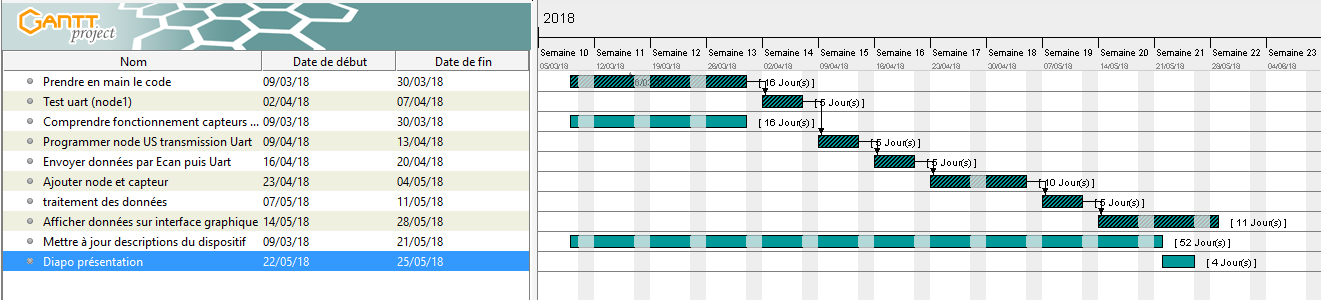 GANTT
project
2018
Semaine 10 Semaine 11 Semaine 12 Semaine 13 Semaine 14 Semaine 15 Semaine 16 Semaine 17 Semaine 18 Semaine 19 Semaine 20 Semaine 21 Semaine 22 Semaine 23
Nom Date de début Date de fin
05/03/18 12/03/18 19/03/18 26/03/18 02/04/18 09/04/18 16/04/18 23/04/18 30/04/18 07/05/18 14/05/18 21/05/18 28/05/18 04/06/18
Prendre en main le code 09/03/18 30/03/18 [ 16 Jour(s) ]
Test uart (node1) 02/04/18 07/04/18 [ 5 Jour(s) ]
Comprendre fonctionnement capteurs ... 09/03/18 30/03/18 [ 16 Jour(s) ]
Programmer node US transmission Uart 09/04/18 13/04/18 [ 5 Jour(s) ]
Envoyer données par Ecan puis Uart 16/04/18 20/04/18 [ 5 Jour(s) ]
Ajouter node et capteur 23/04/18 04/05/18 [ 10 Jour(s) ]
traitement des données 07/05/18 11/05/18 [ 5 Jour(s) ]
Afficher données sur interface graphique 14/05/18 28/05/18 [ 11 Jour(s) ]
Mettre à jour descriptions du dispositif 09/03/18 21/05/18 [ 52 Jour(s) ]
Diapo présentation 22/05/18 25/05/18 [ 4 Jour(s) ]